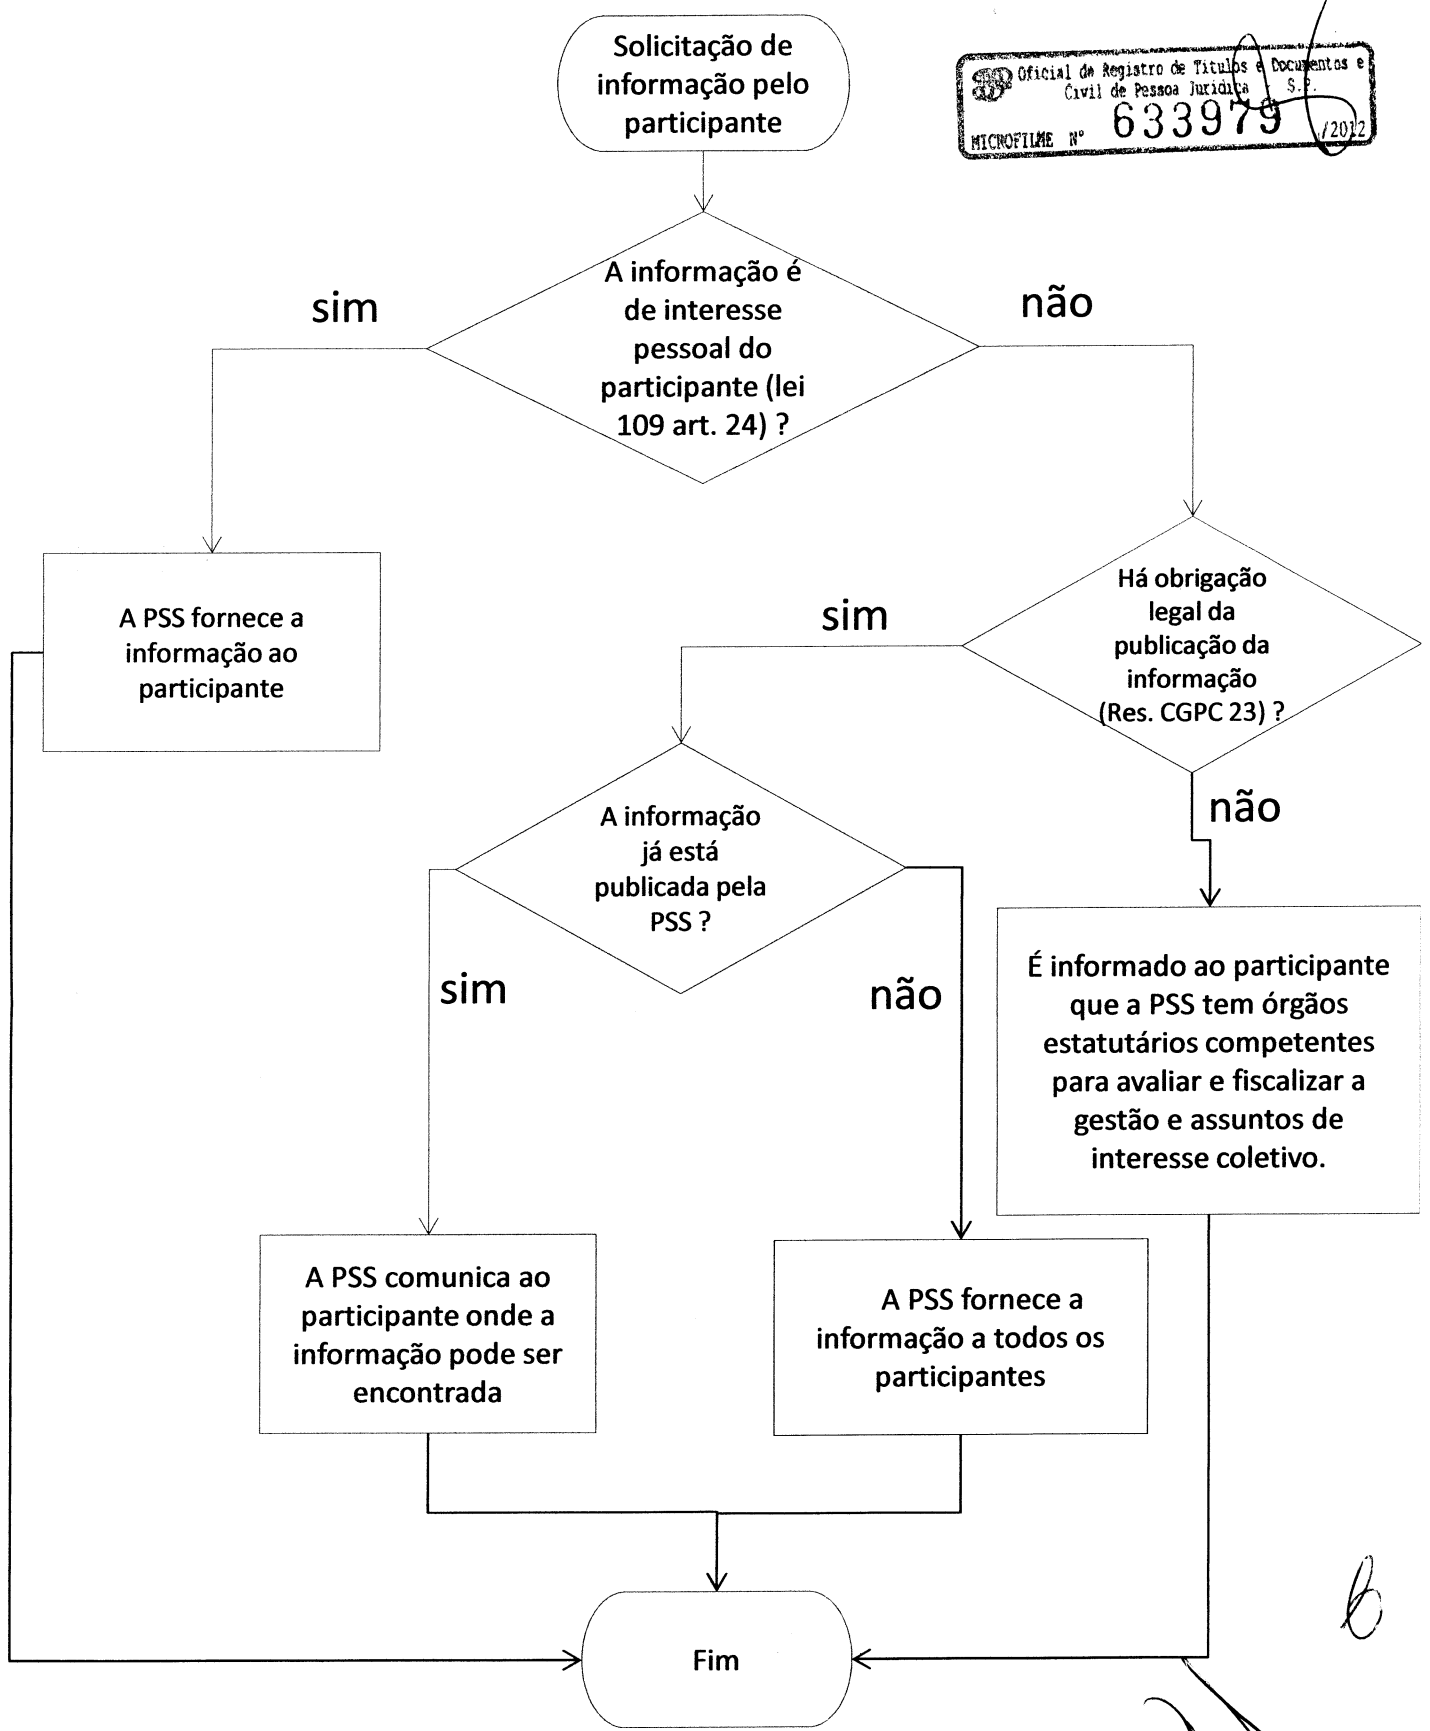 Solicitação de
informação pelo
participante
Oficial de Registro de Titulos e Documentos e
Civil de Pessoa Juridica S.P.
MICROFILME Nº 633979 /2012
A informação é
de interesse
pessoal do
participante (lei
109 art. 24) ?
sim
não
A PSS fornece a
informação ao
participante
Há obrigação
legal da
publicação da
informação
(Res. CGPC 23) ?
sim
não
A informação
já está
publicada pela
PSS ?
sim
não
É informado ao participante
que a PSS tem órgãos
estatutários competentes
para avaliar e fiscalizar a
gestão e assuntos de
interesse coletivo.
A PSS comunica ao
participante onde a
informação pode ser
encontrada
A PSS fornece a
informação a todos os
participantes
Fim